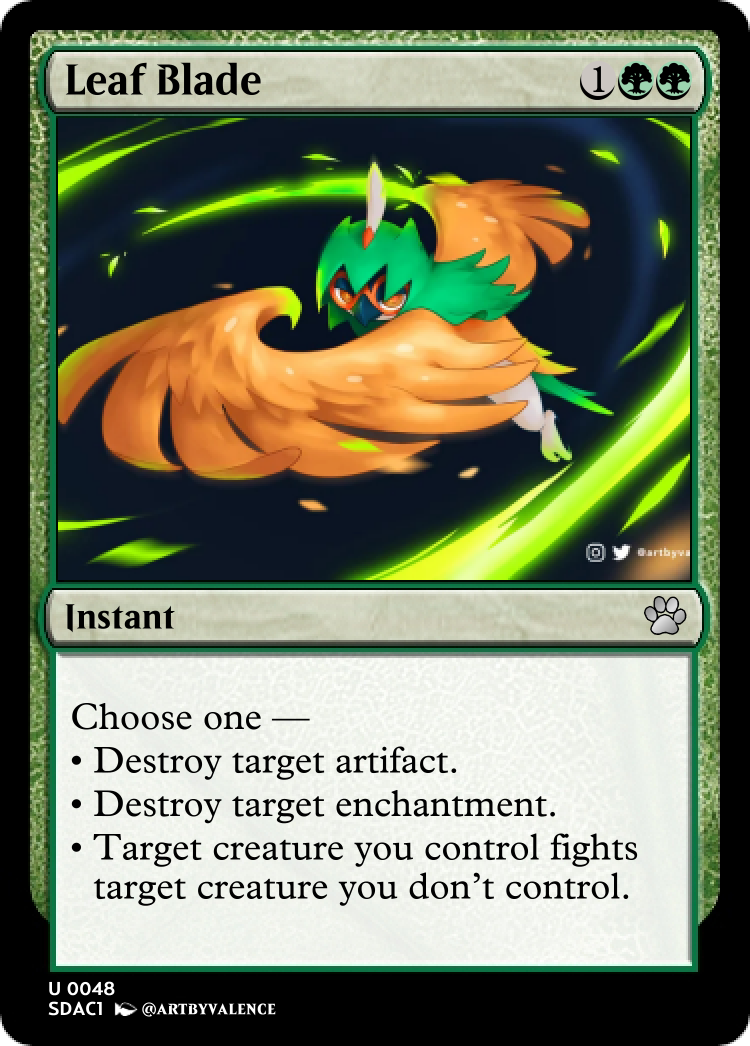 Leaf Blade 1
@artbyva
Instant
Choose one —
• Destroy target artifact.
• Destroy target enchantment.
• Target creature you control fights
target creature you don't control.
U 0048
SDAC1 @ARTBYVALENCE